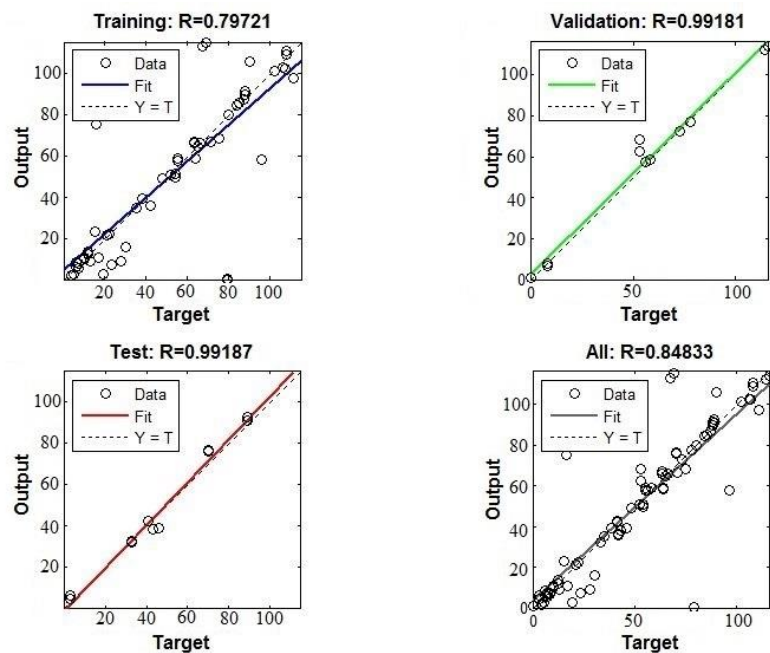 Training: R=0.79721
Output
100
80
60
40
20
Data
Fit
Y = T
20 40 60 80 100
Target
Validation: R=0.99181
Output
100
80
60
40
20
0
Data
Fit
Y = T
0 50 100
Target
Test: R=0.99187
Output
100
80
60
40
20
Data
Fit
Y = T
20 40 60 80 100
Target
All: R=0.84833
Output
100
80
60
40
20
0
Data
Fit
Y = T
0 50 100
Target